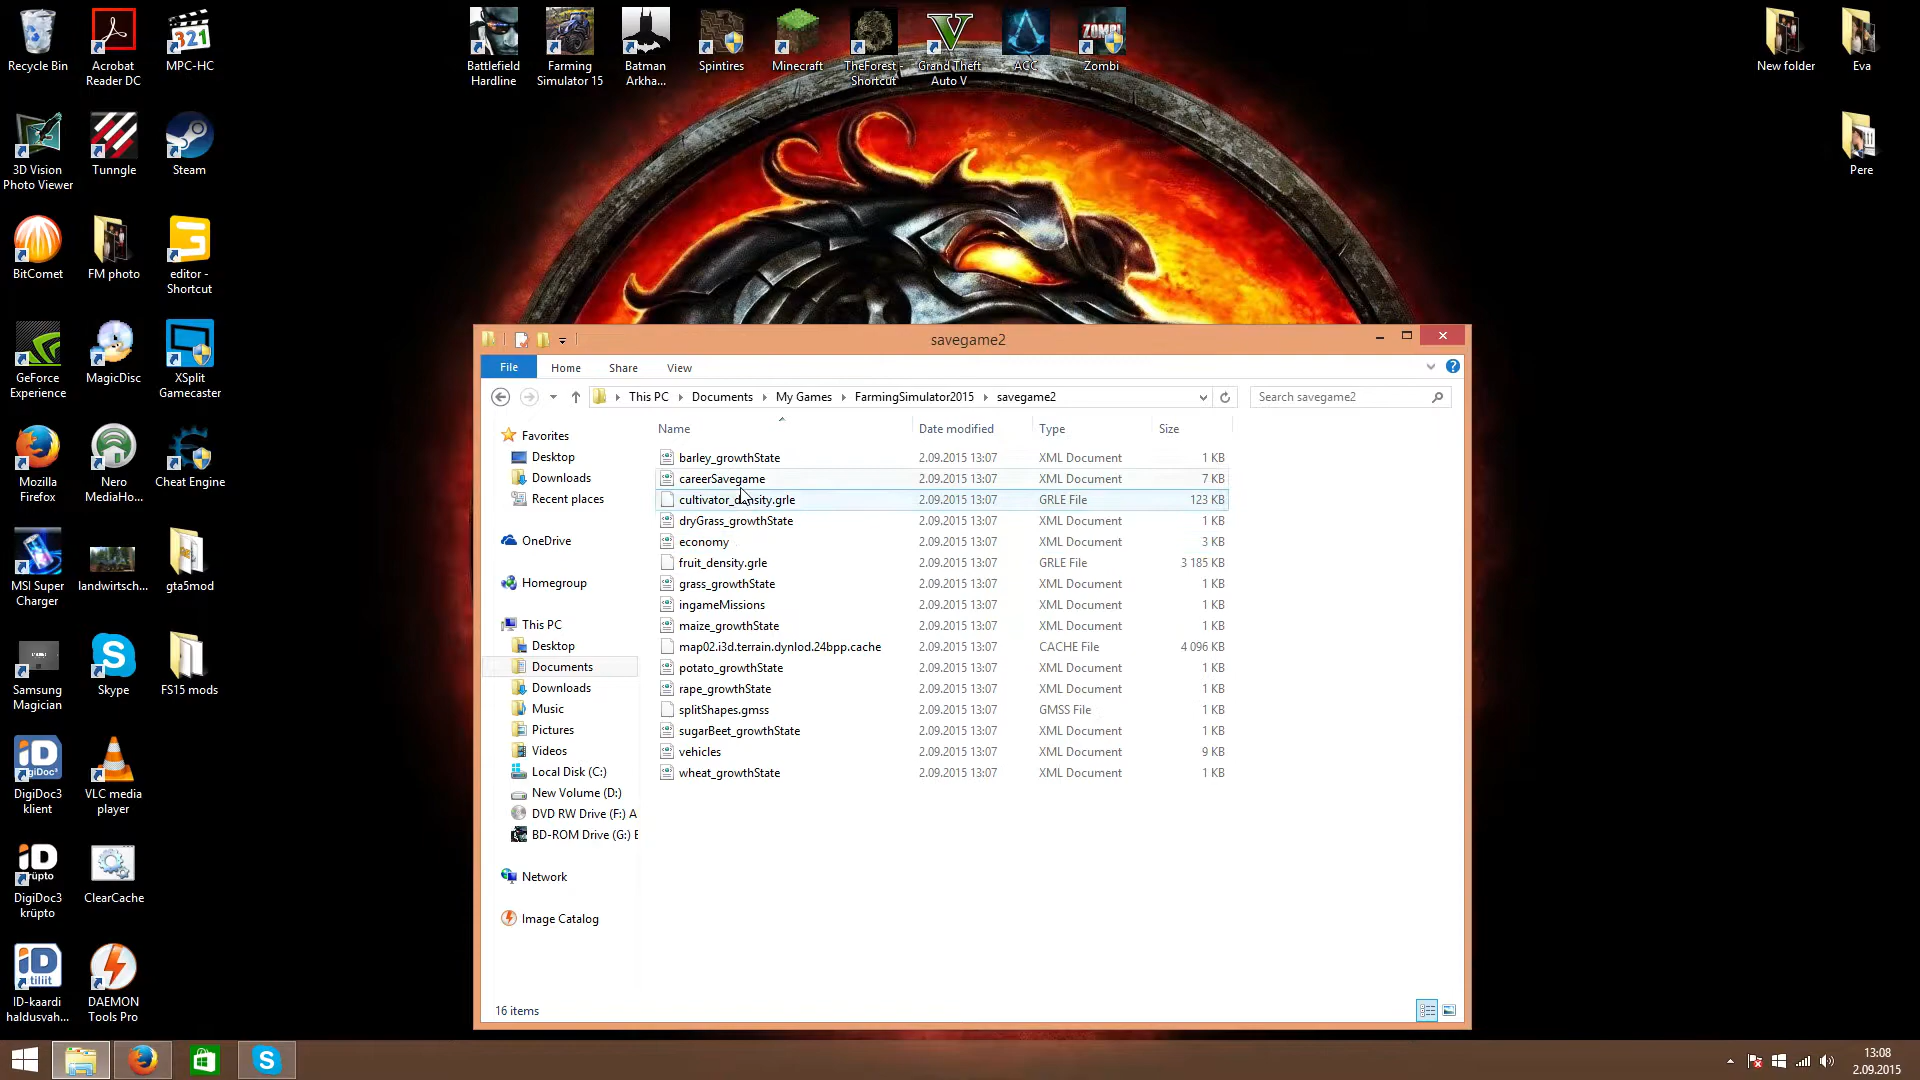 Recycle Bin
Acrobat
Reader DC
MPC-HC
3D Vision
Photo Viewer
Tunngle
Steam
BitComet
FM photo
editor -
Shortcut
GeForce
Experience
MagicDisc
XSplit
Gamecaster
Mozilla
Firefox
Nero
MediaHo...
Cheat Engine
MSI Super
Charger
landwirtsch...
gta5mod
Samsung
Magician
Skype
FS15 mods
DigiDoc3
klient
VLC media
player
DigiDoc3
krüpto
ClearCache
ID-kaardi
haldusvah...
DAEMON
Tools Pro
Battlefield
Hardline
Farming
Simulator 15
Batman
Arkha...
Spintires
Minecraft
TheForest -
Shortcut
Grand Theft
Auto V
ACC
Zombi
New folder
Eva
Pere
savegame2
File
Home
Share
View
This PC
Documents
My Games
FarmingSimulator2015
savegame2
Search savegame2
Favorites
Desktop
Downloads
Recent places
OneDrive
Homegroup
This PC
Desktop
Documents
Downloads
Music
Pictures
Videos
Local Disk (C:)
New Volume (D:)
DVD RW Drive (F:) A
BD-ROM Drive (G:) E
Network
Image Catalog
Name Date modified Type Size
barley_growthState 2.09.2015 13:07 XML Document 1 KB
careerSavegame 2.09.2015 13:07 XML Document 7 KB
cultivator_density.grle 2.09.2015 13:07 GRLE File 123 KB
dryGrass_growthState 2.09.2015 13:07 XML Document 1 KB
economy 2.09.2015 13:07 XML Document 3 KB
fruit_density.grle 2.09.2015 13:07 GRLE File 3 185 KB
grass_growthState 2.09.2015 13:07 XML Document 1 KB
ingameMissions 2.09.2015 13:07 XML Document 1 KB
maize_growthState 2.09.2015 13:07 XML Document 1 KB
map02.i3d.terrain.dynlod.24bpp.cache 2.09.2015 13:07 CACHE File 4 096 KB
potato_growthState 2.09.2015 13:07 XML Document 1 KB
rape_growthState 2.09.2015 13:07 XML Document 1 KB
splitShapes.gmss 2.09.2015 13:07 GMSS File 1 KB
sugarBeet_growthState 2.09.2015 13:07 XML Document 1 KB
vehicles 2.09.2015 13:07 XML Document 9 KB
wheat_growthState 2.09.2015 13:07 XML Document 1 KB
16 items
13:08
2.09.2015